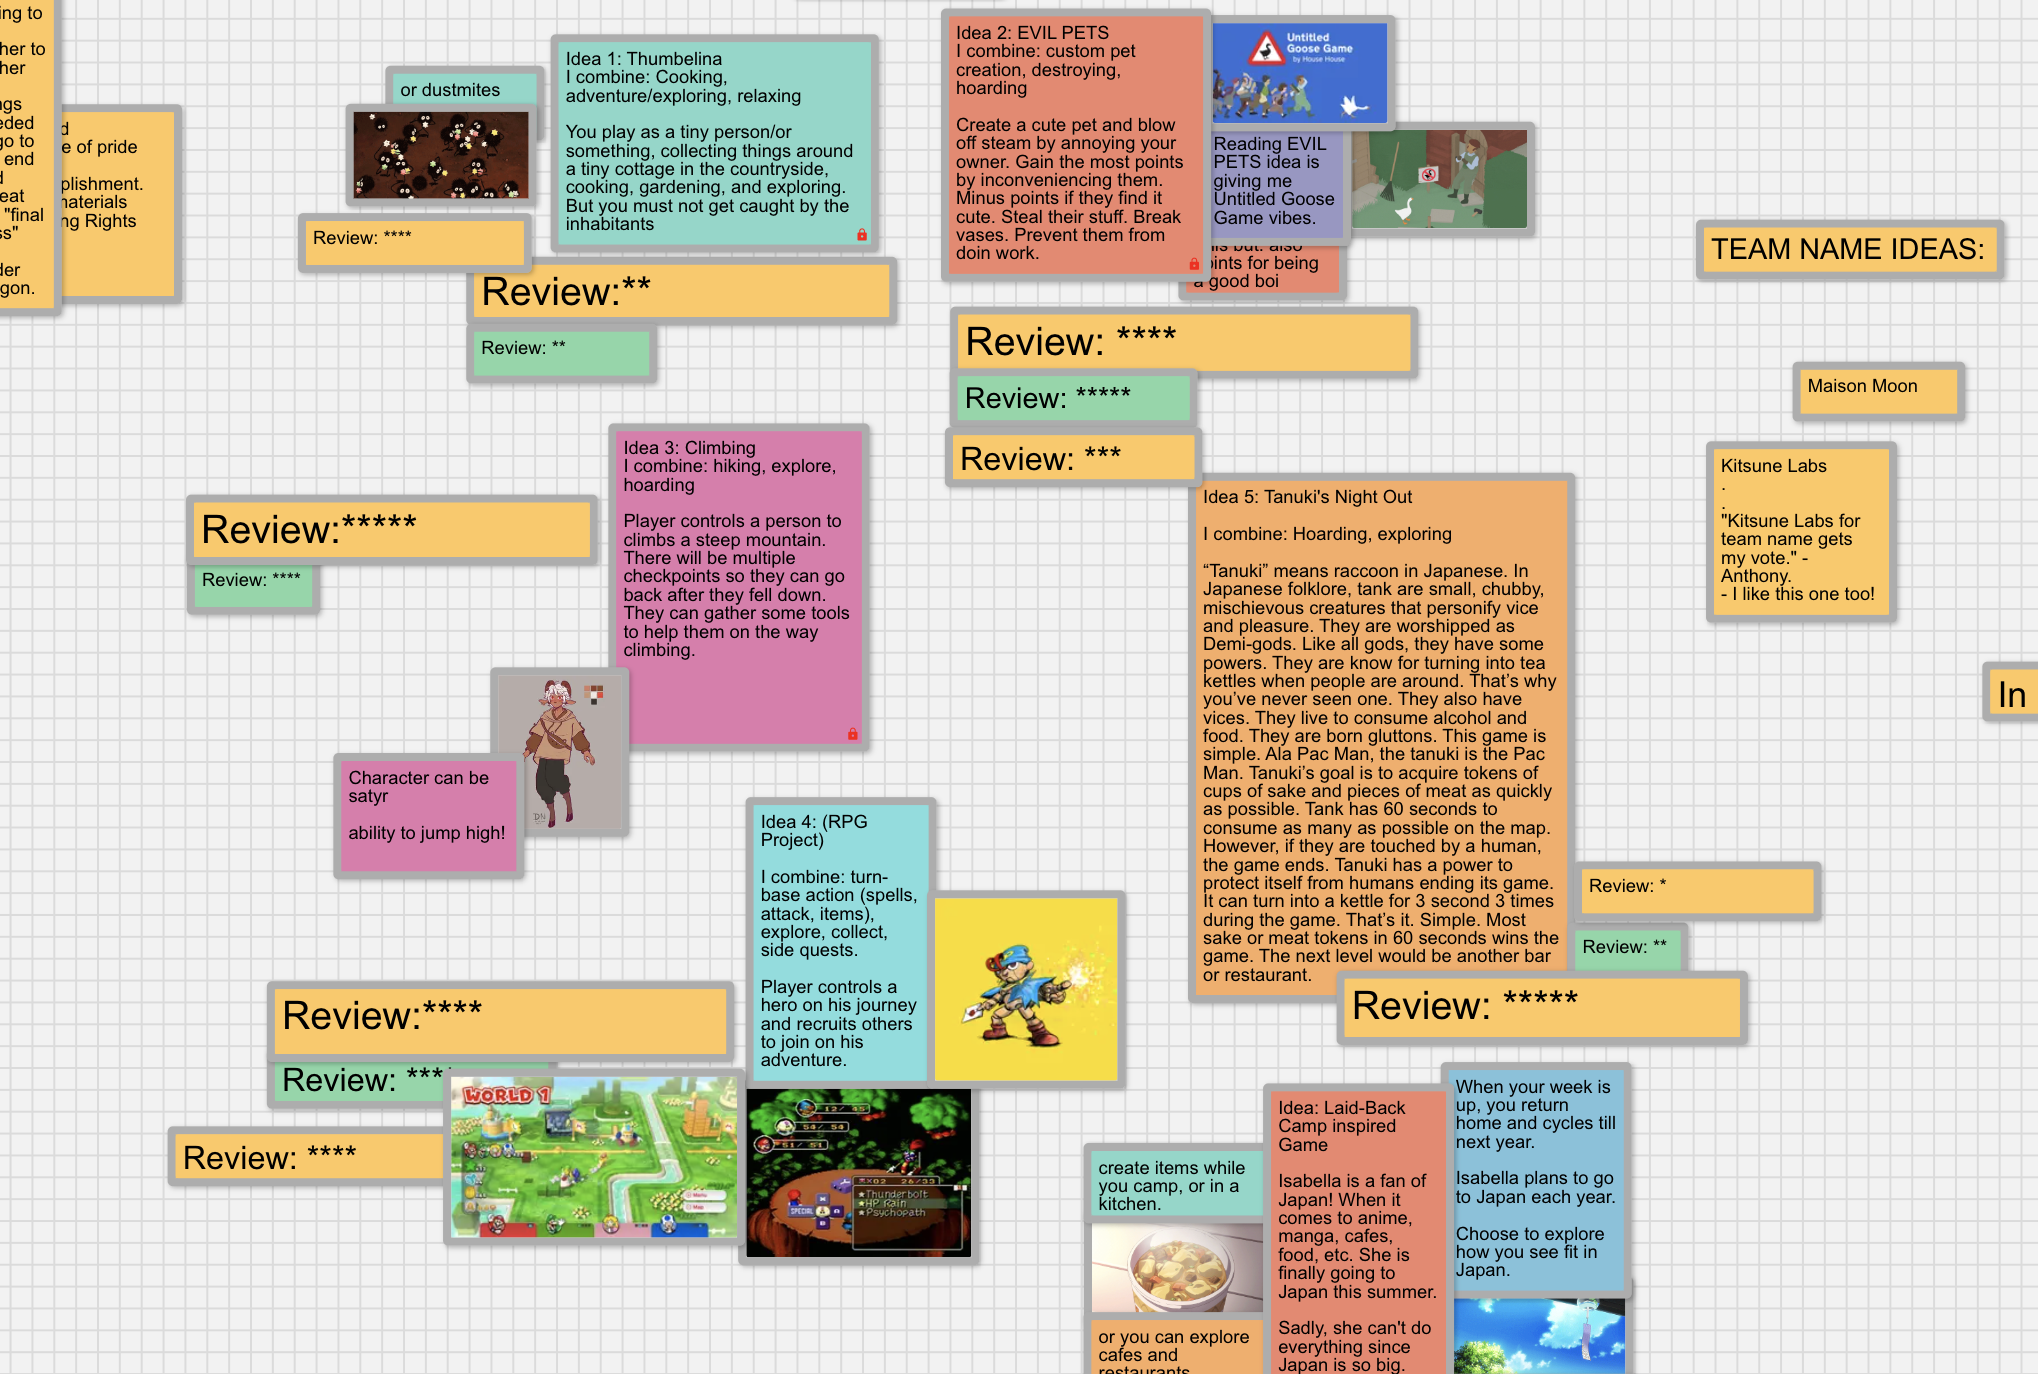 ing to
her to
her
ngs
eded
go to
end
d
eat
"final
ss"
der
gon.
d
e of pride
plishment.
naterials
ng Rights
or dustmites
Idea 1: Thumbelina
I combine: Cooking,
adventure/exploring, relaxing
You play as a tiny person/or
something, collecting things around
a tiny cottage in the countryside,
cooking, gardening, and exploring.
But you must not get caught by the
inhabitants
Review: ****
Review:**
Review: **
Idea 2: EVIL PETS
I combine: custom pet
creation, destroying,
hoarding
Create a cute pet and blow
off steam by annoying your
owner. Gain the most points
by inconveniencing them.
Minus points if they find it
cute. Steal their stuff. Break
vases. Prevent them from
doin work.
Untitled
Goose Game
by House House
Reading EVIL
PETS idea is
giving me
Untitled Goose
Game vibes.
his but: also
oints for being
a good boi
Review: ****
Review: *****
Review: ***
TEAM NAME IDEAS:
Maison Moon
Kitsune Labs
.
.
"Kitsune Labs for
team name gets
my vote." -
Anthony.
- I like this one too!
In
Idea 3: Climbing
I combine: hiking, explore,
hoarding
Player controls a person to
climbs a steep mountain.
There will be multiple
checkpoints so they can go
back after they fell down.
They can gather some tools
to help them on the way
climbing.
Review:*****
Review: ****
Character can be
satyr
ability to jump high!
DN
Idea 4: (RPG
Project)
I combine: turn-
base action (spells,
attack, items),
explore, collect,
side quests.
Player controls a
hero on his journey
and recruits others
to join on his
adventure.
Review:****
Review: ***
Review: ****
WORLD 1
Menu
Map
12/ 45
54/ 54
51/ 51
SPECIAL
×02 26/33
★Thunderbolt
★HP Rain
★Psychopath
Idea 5: Tanuki's Night Out
I combine: Hoarding, exploring
“Tanuki” means raccoon in Japanese. In
Japanese folklore, tank are small, chubby,
mischievous creatures that personify vice
and pleasure. They are worshipped as
Demi-gods. Like all gods, they have some
powers. They are know for turning into tea
kettles when people are around. That’s why
you’ve never seen one. They also have
vices. They live to consume alcohol and
food. They are born gluttons. This game is
simple. Ala Pac Man, the tanuki is the Pac
Man. Tanuki’s goal is to acquire tokens of
cups of sake and pieces of meat as quickly
as possible. Tank has 60 seconds to
consume as many as possible on the map.
However, if they are touched by a human,
the game ends. Tanuki has a power to
protect itself from humans ending its game.
It can turn into a kettle for 3 second 3 times
during the game. That’s it. Simple. Most
sake or meat tokens in 60 seconds wins the
game. The next level would be another bar
or restaurant.
Review: *
Review: **
Review: *****
create items while
you camp, or in a
kitchen.
or you can explore
cafes and
restaurants
Idea: Laid-Back
Camp inspired
Game
Isabella is a fan of
Japan! When it
comes to anime,
manga, cafes,
food, etc. She is
finally going to
Japan this summer.
Sadly, she can't do
everything since
Japan is so big.
When your week is
up, you return
home and cycles till
next year.
Isabella plans to go
to Japan each year.
Choose to explore
how you see fit in
Japan.